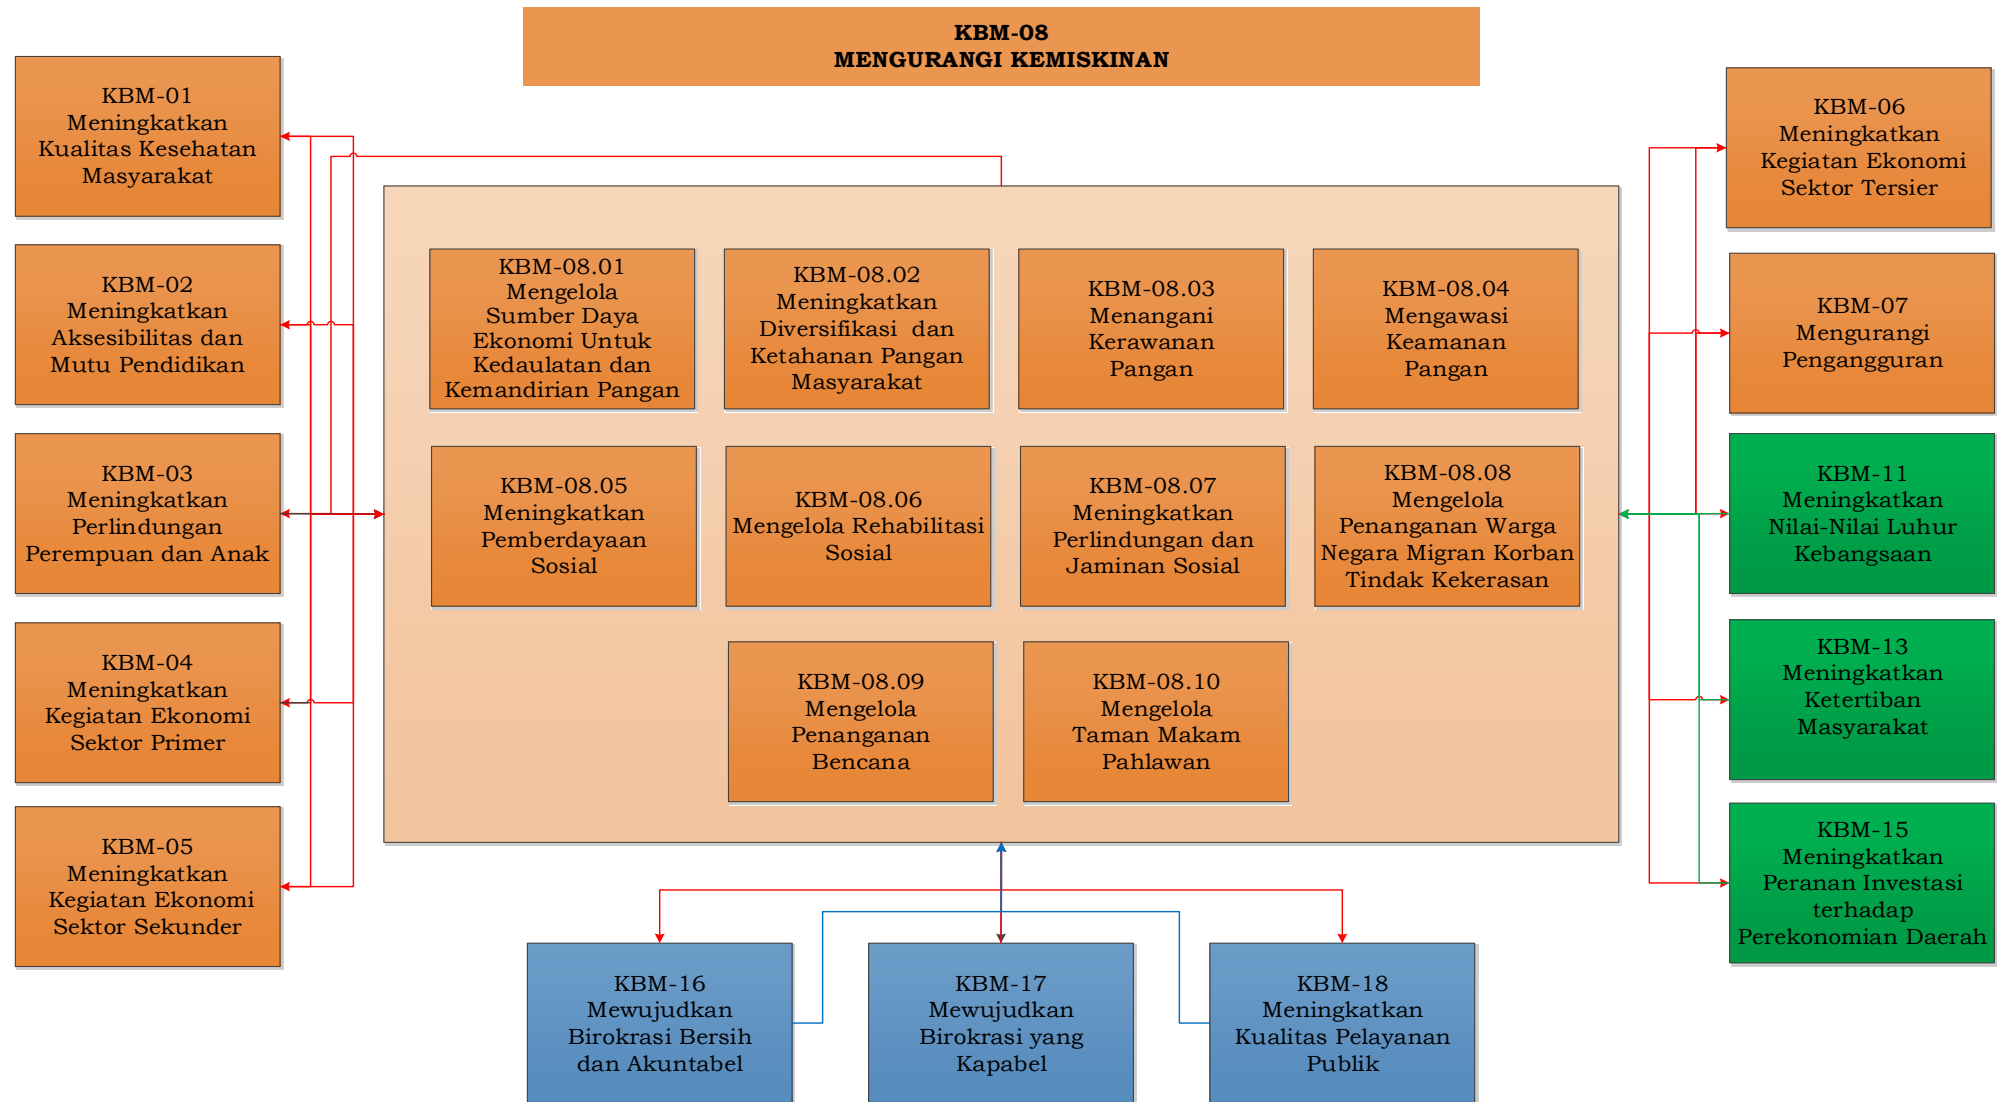 KBM-08
MENGURANGI KEMISKINAN
KBM-01
Meningkatkan
Kualitas Kesehatan
Masyarakat
KBM-02
Meningkatkan
Aksesibilitas dan
Mutu Pendidikan
KBM-03
Meningkatkan
Perlindungan
Perempuan dan Anak
KBM-04
Meningkatkan
Kegiatan Ekonomi
Sektor Primer
KBM-05
Meningkatkan
Kegiatan Ekonomi
Sektor Sekunder
KBM-08.01
Mengelola
Sumber Daya
Ekonomi Untuk
Kedaulatan dan
Kemandirian Pangan
KBM-08.02
Meningkatkan
Diversifikasi dan
Ketahanan Pangan
Masyarakat
KBM-08.03
Menangani
Kerawanan
Pangan
KBM-08.04
Mengawasi
Keamanan
Pangan
KBM-08.05
Meningkatkan
Pemberdayaan
Sosial
KBM-08.06
Mengelola Rehabilitasi
Sosial
KBM-08.07
Meningkatkan
Perlindungan dan
Jaminan Sosial
KBM-08.08
Mengelola
Penanganan Warga
Negara Migran Korban
Tindak Kekerasan
KBM-08.09
Mengelola
Penanganan
Bencana
KBM-08.10
Mengelola
Taman Makam
Pahlawan
KBM-06
Meningkatkan
Kegiatan Ekonomi
Sektor Tersier
KBM-07
Mengurangi
Pengangguran
KBM-11
Meningkatkan
Nilai-Nilai Luhur
Kebangsaan
KBM-13
Meningkatkan
Ketertiban
Masyarakat
KBM-15
Meningkatkan
Peranan Investasi
terhadap
Perekonomian Daerah
KBM-16
Mewujudkan
Birokrasi Bersih
dan Akuntabel
KBM-17
Mewujudkan
Birokrasi yang
Kapabel
KBM-18
Meningkatkan
Kualitas Pelayanan
Publik